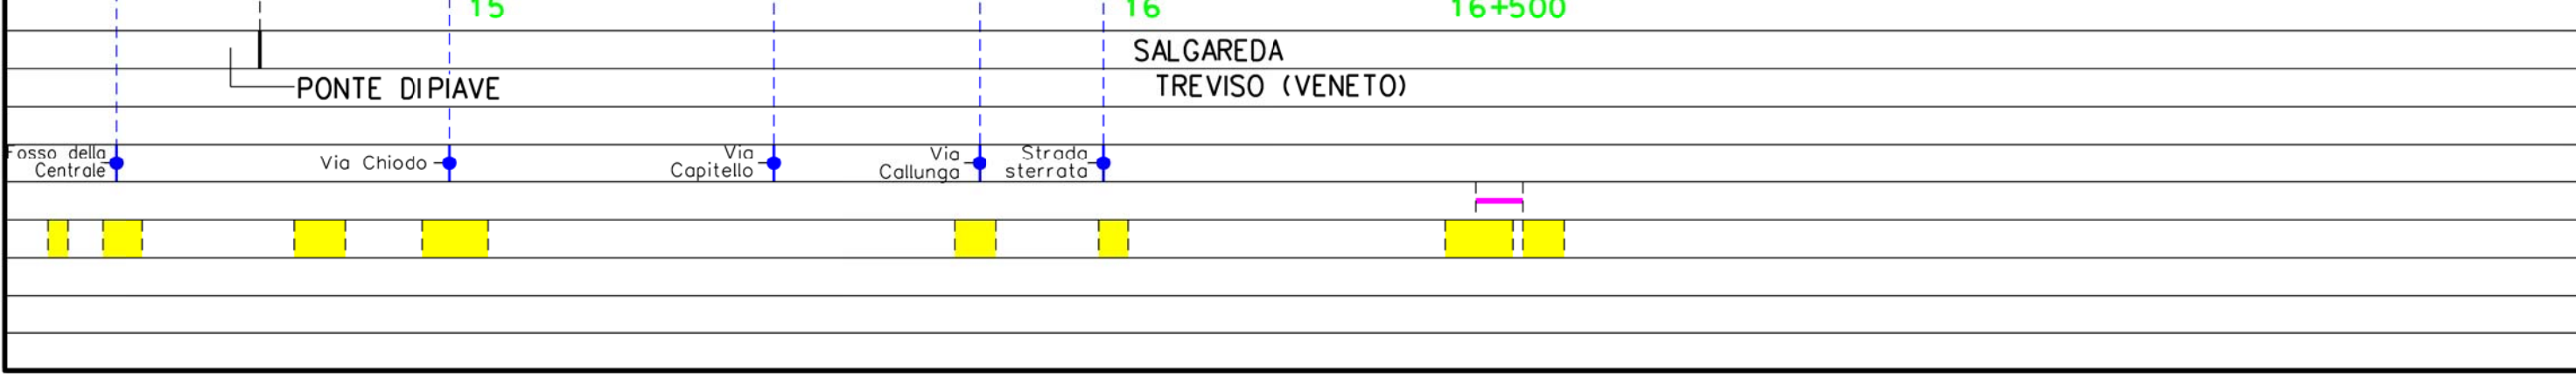 15
16
16+500
SALGAREDA
PONTE DI PIAVE
TREVISO (VENETO)
Fosso della
Centrale
Via Chiodo
Via
Capitello
Via
Callunga
Strada
sterrata